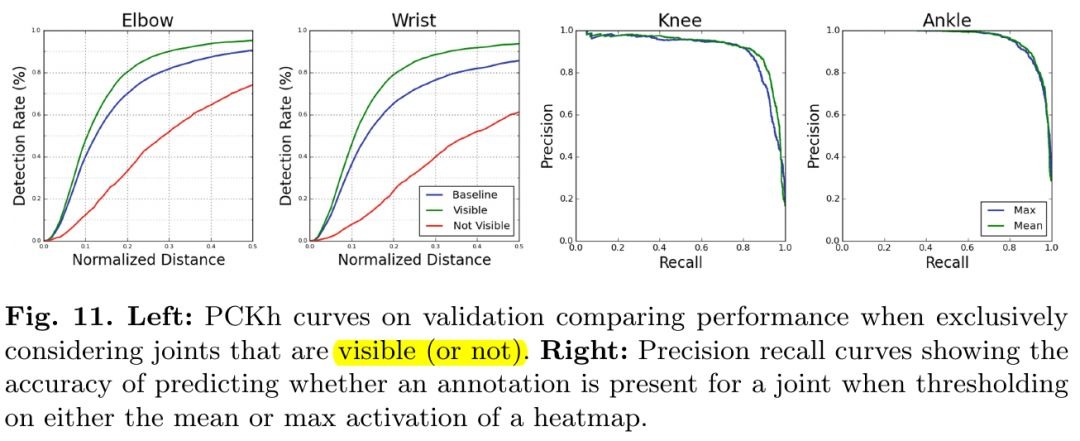 Elbow
Wrist
Knee
Ankle
Detection Rate (%)
1.0
0.8
0.6
0.4
0.2
0.0
0.0 0.1 0.2 0.3 0.4 0.5
Normalized Distance
Detection Rate (%)
1.0
0.8
0.6
0.4
0.2
0.0
0.0 0.1 0.2 0.3 0.4 0.5
Normalized Distance
Baseline
Visible
Not Visible
Precision
1.0
0.8
0.6
0.4
0.2
0.0
0.0 0.2 0.4 0.6 0.8 1.0
Recall
Precision
1.0
0.8
0.6
0.4
0.2
0.0
0.0 0.2 0.4 0.6 0.8 1.0
Recall
Max
Mean
Fig. 11. Left: PCKh curves on validation comparing performance when exclusively
considering joints that are visible (or not). Right: Precision recall curves showing the
accuracy of predicting whether an annotation is present for a joint when thresholding
on either the mean or max activation of a heatmap.